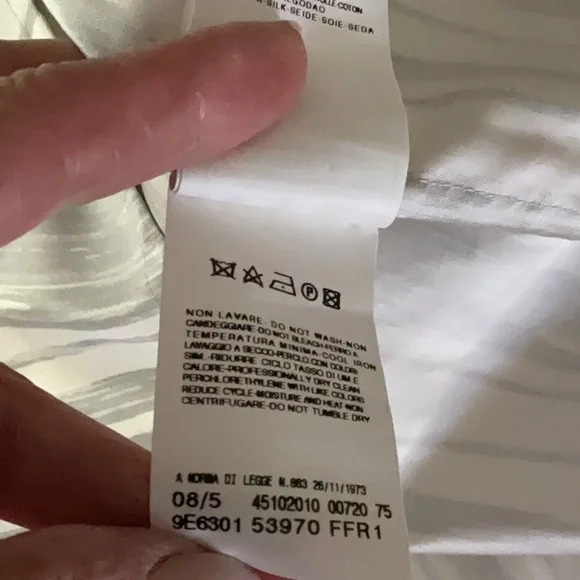 COTON
ALGODAO
SILK·SEIDE·SOIE·SEDA
P
NON LAVARE· DO NOT WASH·NON
CANDEGGIARE·DO NOT BLEACH·FERRO A
TEMPERATURA MINIMA·COOL IRON
LAVAGGIO A SECCO·PERCLO.CON COLORI
SIM.·RIDURRE CICLO TASSO DI UM.E
CALORE·PROFESSIONALLY DRY CLEAN
PERCHLORETHYLENE WITH LIKE COLORS
REDUCE CYCLE·MOISTURE AND HEAT·NON
CENTRIFUGARE·DO NOT TUMBLE DRY
A NORMA DI LEGGE N.883 26/11/1973
08/5 45102010 00720 75
9E6301 53970 FFR1